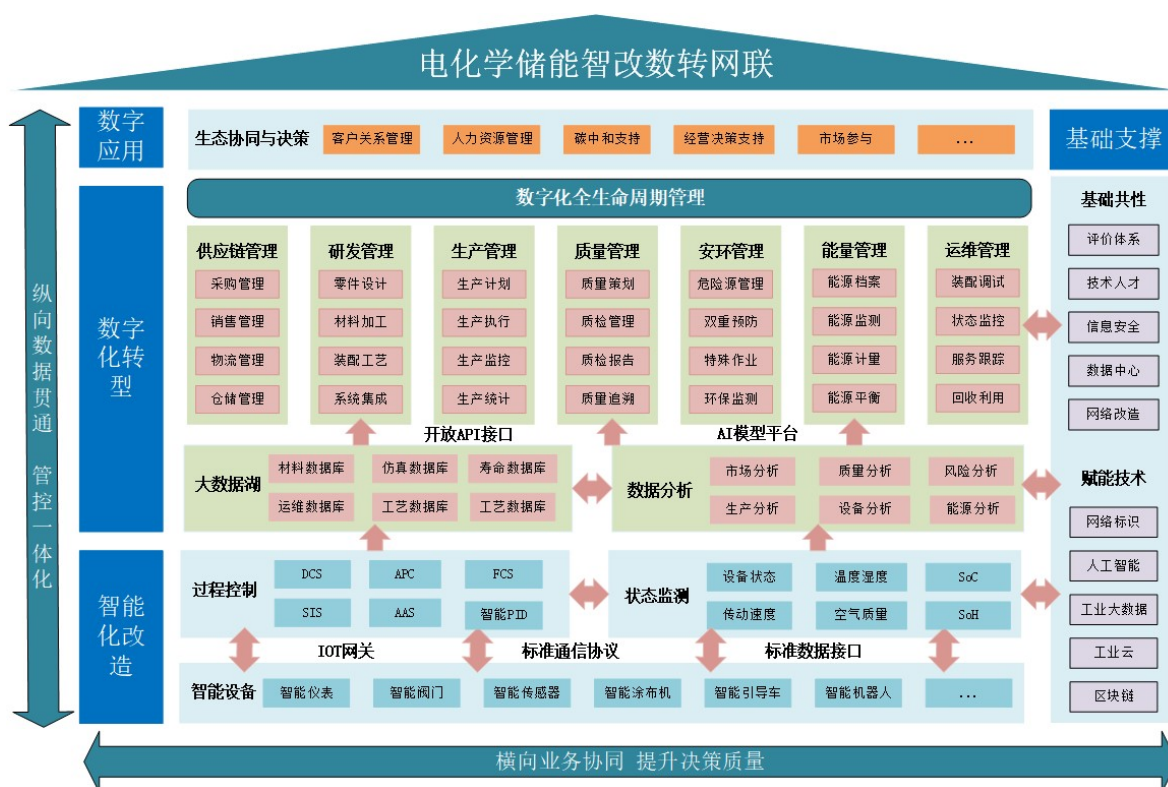 电化学储能智改数转网联
数字应用
生态协同与决策
客户关系管理
人力资源管理
碳中和支持
经营决策支持
市场参与
...
基础支撑
数字化全生命周期管理
纵向数据贯通 管控一体化
数字化转型
供应链管理
采购管理
销售管理
物流管理
仓储管理
研发管理
零件设计
材料加工
装配工艺
系统集成
生产管理
生产计划
生产执行
生产监控
生产统计
质量管理
质量策划
质检管理
质检报告
质量追溯
安环管理
危险源管理
双重预防
特殊作业
环保监测
能量管理
能源档案
能源监测
能源计量
能源平衡
运维管理
装配调试
状态监控
服务跟踪
回收利用
开放API接口
AI模型平台
大数据湖
材料数据库
仿真数据库
寿命数据库
运维数据库
工艺数据库
工艺数据库
数据分析
市场分析
质量分析
风险分析
生产分析
设备分析
能源分析
智能化改造
过程控制
DCS
APC
FCS
SIS
AAS
智能PID
状态监测
设备状态
温度湿度
SoC
传动速度
空气质量
SoH
IOT网关
标准通信协议
标准数据接口
智能设备
智能仪表
智能阀门
智能传感器
智能涂布机
智能引导车
智能机器人
...
基础共性
评价体系
技术人才
信息安全
数据中心
网络改造
赋能技术
网络标识
人工智能
工业大数据
工业云
区块链
横向业务协同 提升决策质量